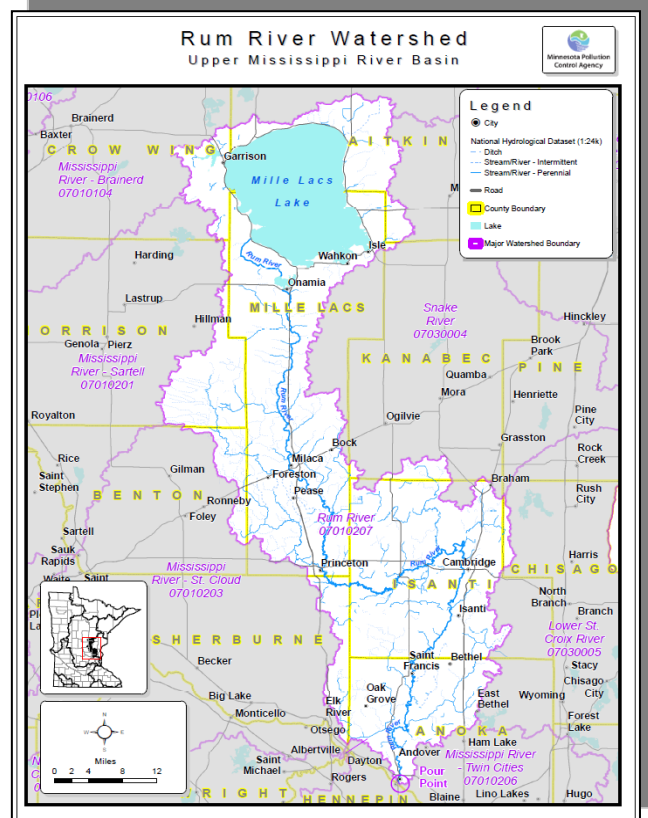 Rum River Watershed
Upper Mississippi River Basin
Minnesota Pollution
Control Agency
Legend
City
National Hydrological Dataset (1:24k)
Ditch
Stream/River - Intermittent
Stream/River - Perennial
Road
County Boundary
Lake
Major Watershed Boundary
0106
Brainerd
Baxter
CROW WING
AITKIN
Garrison
Mississippi
River - Brainerd
07010104
Mille Lacs
Lake
Isle
Wahkon
Harding
Rum River
Onamia
Lastrup
MILLE LACS
Hillman
Snake
River
07030004
Hinckley
ORRISON
Genola
Pierz
Brook
Park
KANABEC
PINE
Mississippi
River - Sartell
07010201
Quamba
Mora
Henriette
Rum River
Royalton
Ogilvie
Pine
City
Grasston
Bock
Rock
Creek
Rice
Milaca
Saint
Stephen
Gilman
Foreston
Braham
Pease
Rush
City
BENTON
Ronneby
Foley
Rum River
07010207
Sartell
Sauk
Rapids
Rum River
Harris
Mississippi
River - St. Cloud
07010203
Princeton
Cambridge
CHISAGO
Waite
Saint
ISANTI
North
Branch
Branch
Isanti
Lower St.
Croix River
07030005
SHERBURNE
Saint
Francis
Bethel
Stacy
Becker
Chisago
City
Oak
Grove
East
Bethel
Wyoming
Big Lake
Elk
River
Monticello
Forest
Lake
Otsego
ANOKA
Ham Lake
Albertville
Andover
Dayton
Mississippi River
- Twin Cities
07010206
Saint
Michael
Rogers
Pour
Point
RIGHT
HENNEPIN
Blaine
Lino Lakes
Hugo
N
W
E
S
Miles
0 2 4 8 12